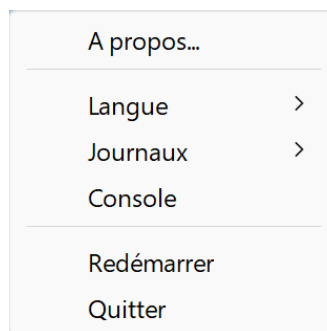 A propos...
Langue
Journaux
Console
Redémarrer
Quitter